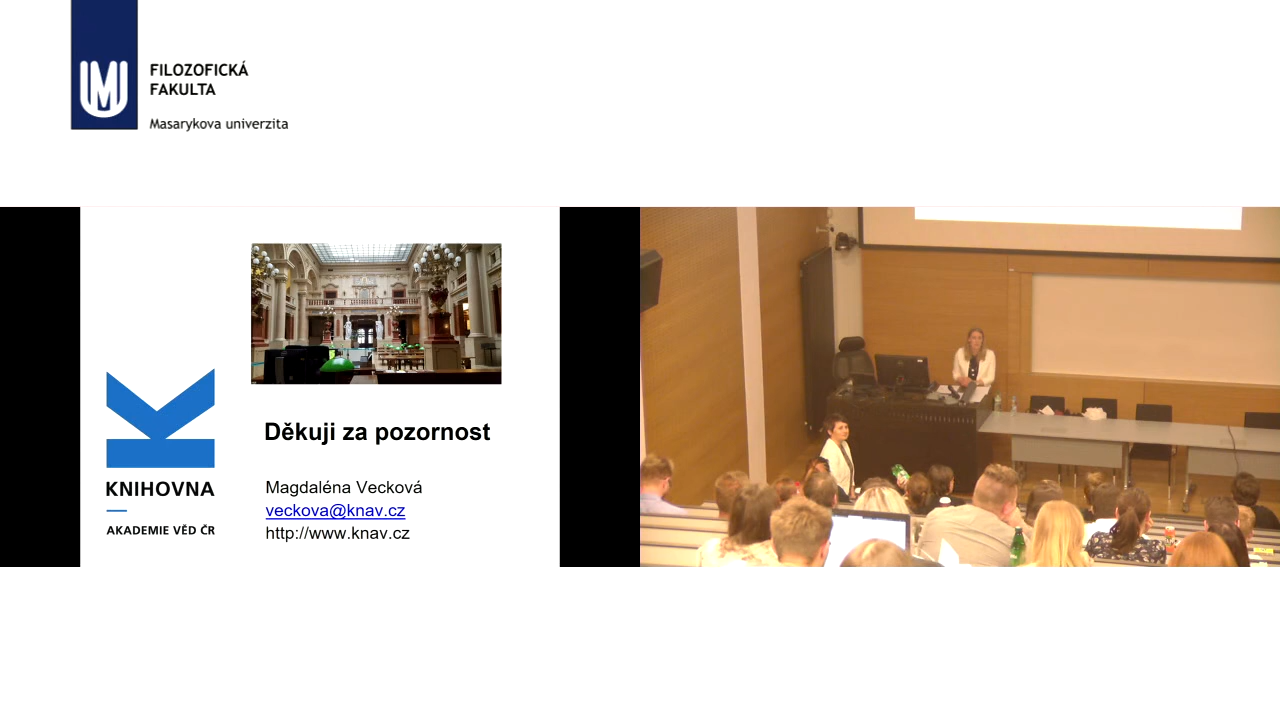 FILOZOFICKÁ
FAKULTA
Masarykova univerzita
Děkuji za pozornost
Magdaléna Vecková
veckova@knav.cz
http://www.knav.cz
KNIHOVNA
AKADEMIE VĚD ČR